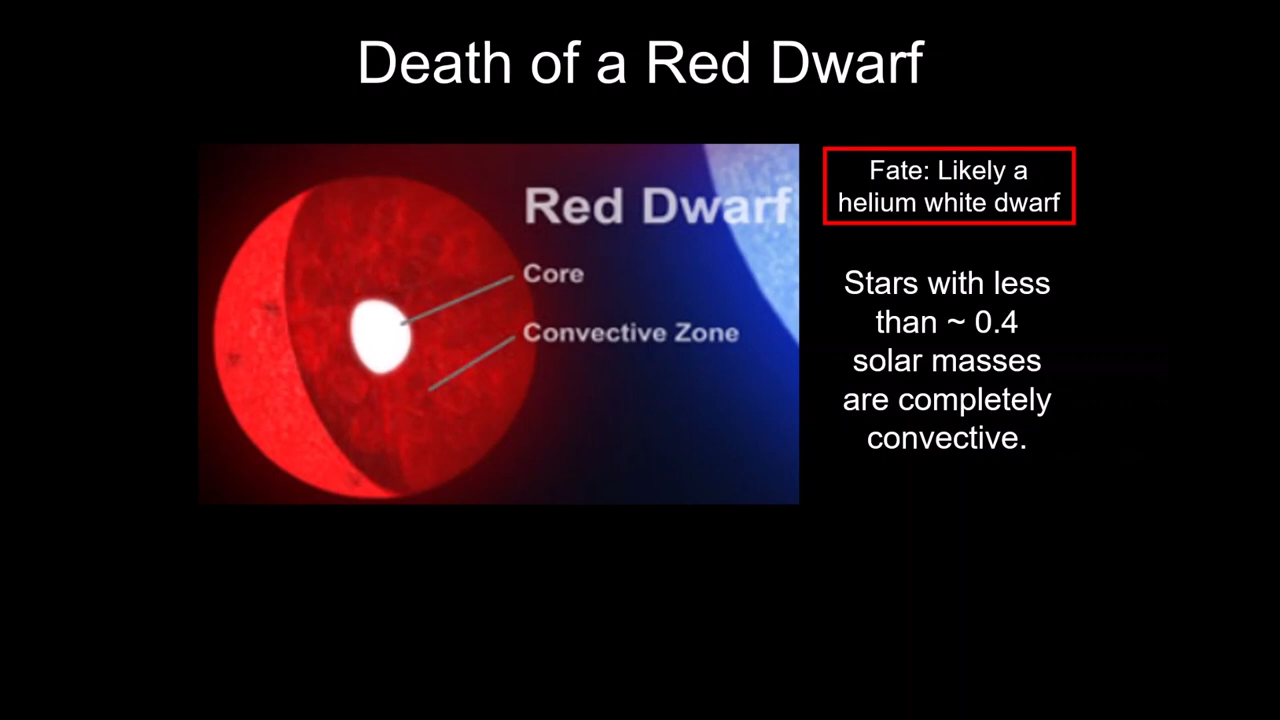 Death of a Red Dwarf
Red Dwarf
Core
Convective Zone
Fate: Likely a
helium white dwarf
Stars with less
than ~ 0.4
solar masses
are completely
convective.